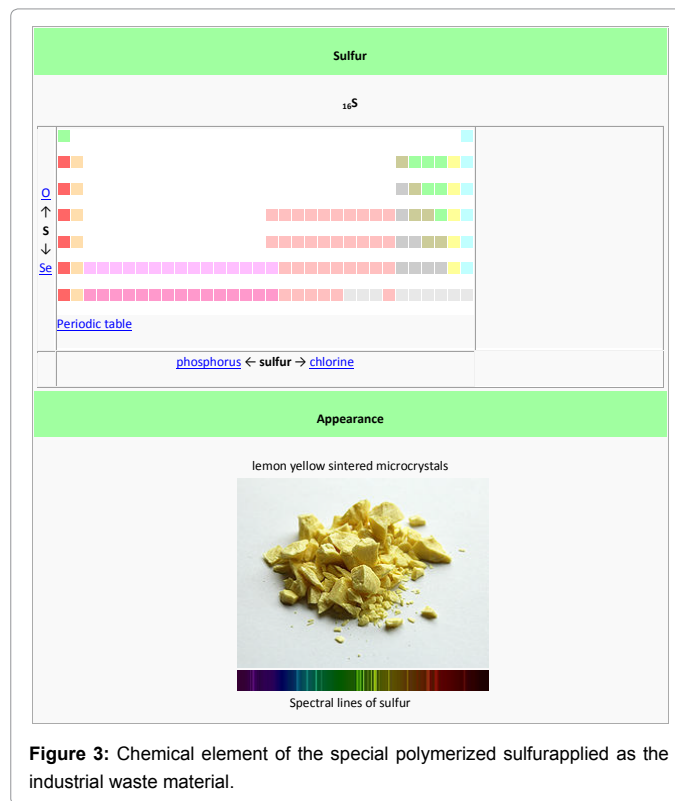 Sulfur
₁₆S
O
↑
S
↓
Se
Periodic table
phosphorus ← sulfur → chlorine
Appearance
lemon yellow sintered microcrystals
Spectral lines of sulfur
Figure 3: Chemical element of the special polymerized sulfurapplied as the
industrial waste material.